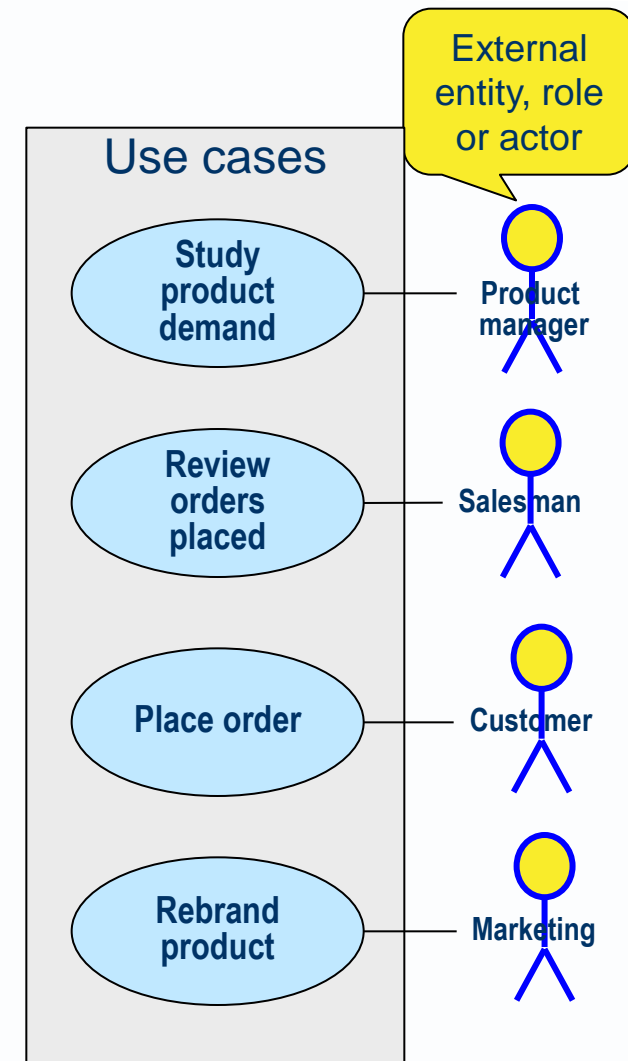 External
entity, role
or actor
Use cases
Study
product
demand
Product
manager
Review
orders
placed
Salesman
Place order
Customer
Rebrand
product
Marketing